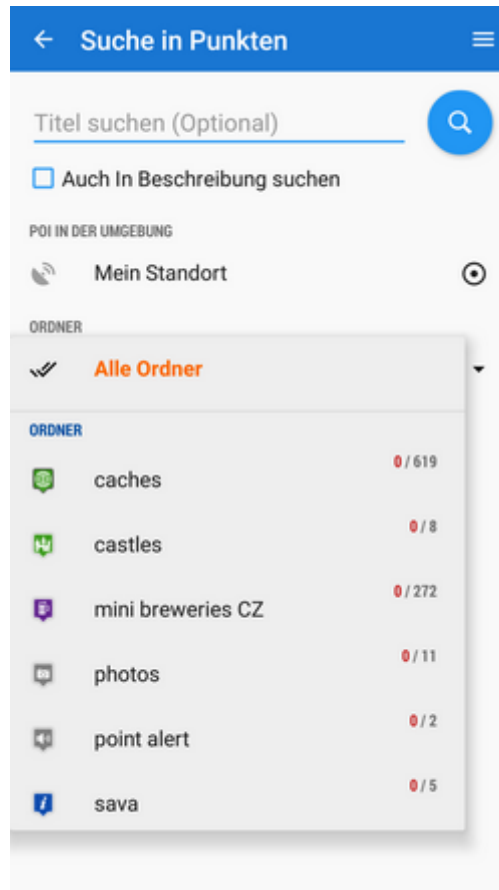 Suche in Punkten
Titel suchen (Optional)
Auch In Beschreibung suchen
POI IN DER UMGEBUNG
Mein Standort
ORDNER
Alle Ordner
ORDNER
caches 0 / 619
castles 0 / 8
mini breweries CZ 0 / 272
photos 0 / 11
point alert 0 / 2
sava 0 / 5